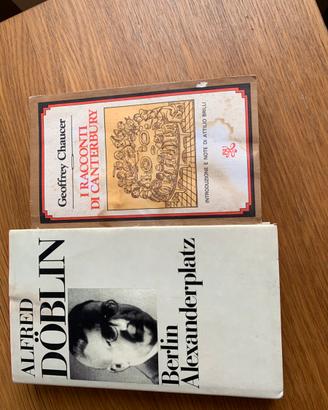 Geoffrey Chaucer
I RACCONTI
DI CANTERBURY
INTRODUZIONE E NOTE DI ATTILIO BRILLI
ALFRED
DÖBLIN
Berlin
Alexanderplatz